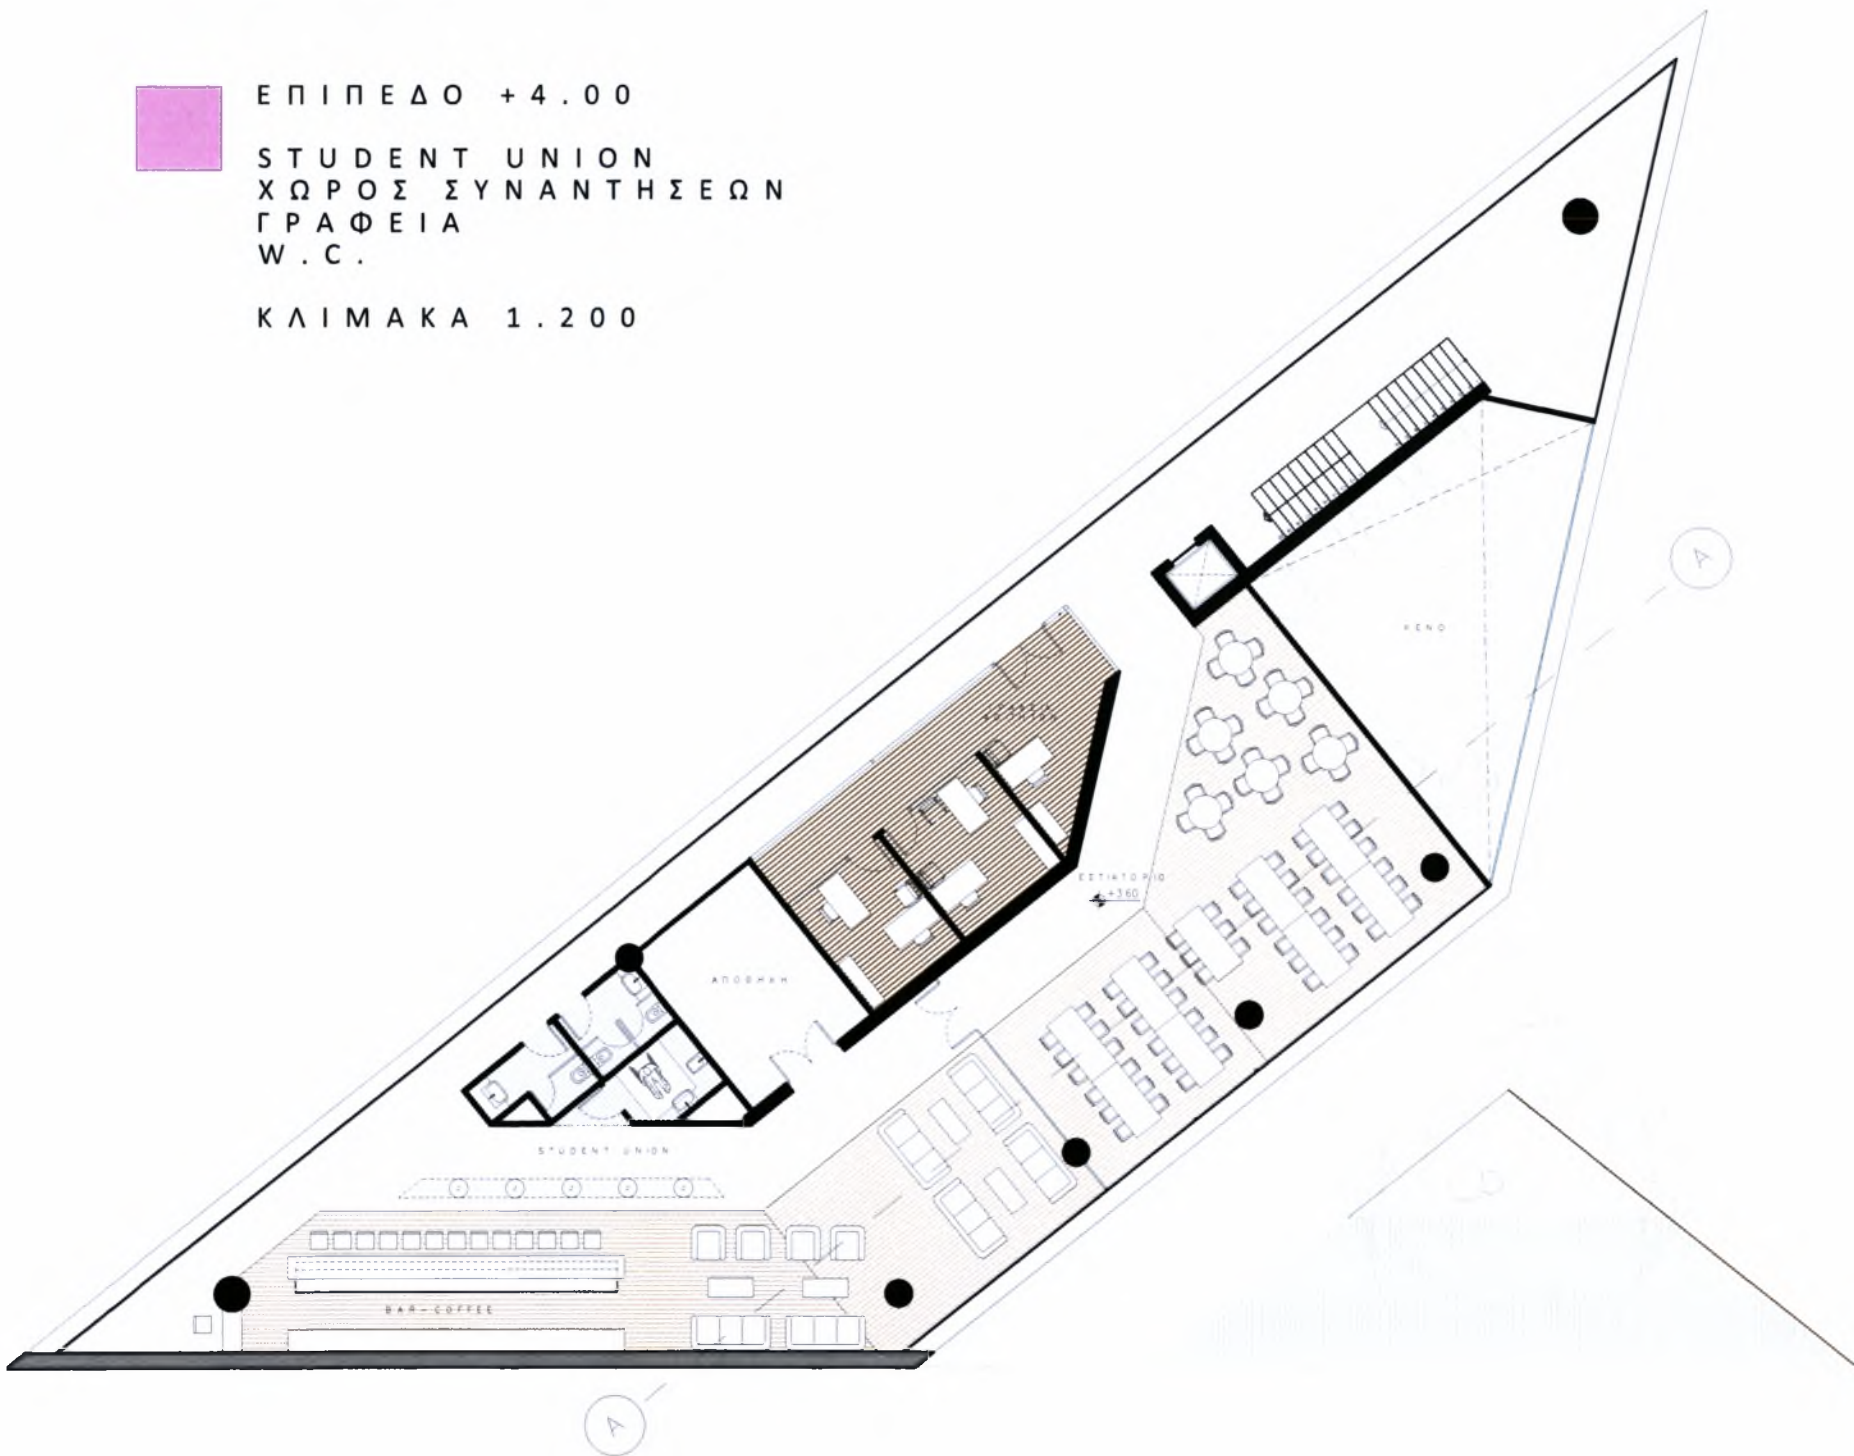 ΕΠΙΠΕΔΟ +4.00
STUDENT UNION
ΧΩΡΟΣ ΣΥΝΑΝΤΗΣΕΩΝ
ΓΡΑΦΕΙΑ
W.C.
ΚΛΙΜΑΚΑ 1.200
A
ΚΕΝΟ
ΕΣΤΙΑΤΟΡΙΟ
+360
ΑΠΟΘΗΚΗ
STUDENT UNION
BAR-COFFEE
A